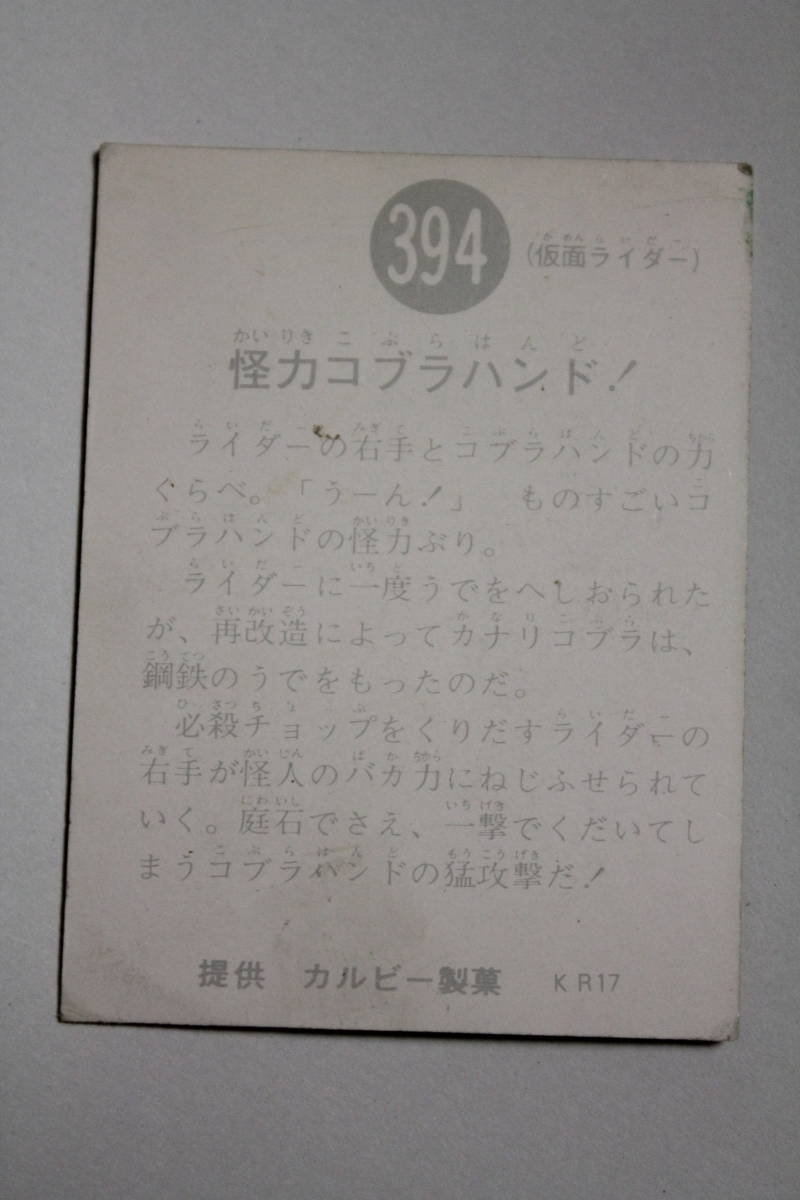 394 (仮面ライダー)
怪力コブラハンド!
ライダーの右手とコブラハンドの力
くらべ。「うーん!」 ものすごいコ
ブラハンドの怪力ぶり。
ライダーに一度うでをへしおられた
が、再改造によってカナリコブラは、
鋼鉄のうでをもったのだ。
必殺チョップをくりだすライダーの
右手が怪人のバカ力にねじふせられて
いく。庭石でさえ、一撃でくだいてし
まうコブラハンドの猛攻撃だ!
提供 カルビー製菓 KR17